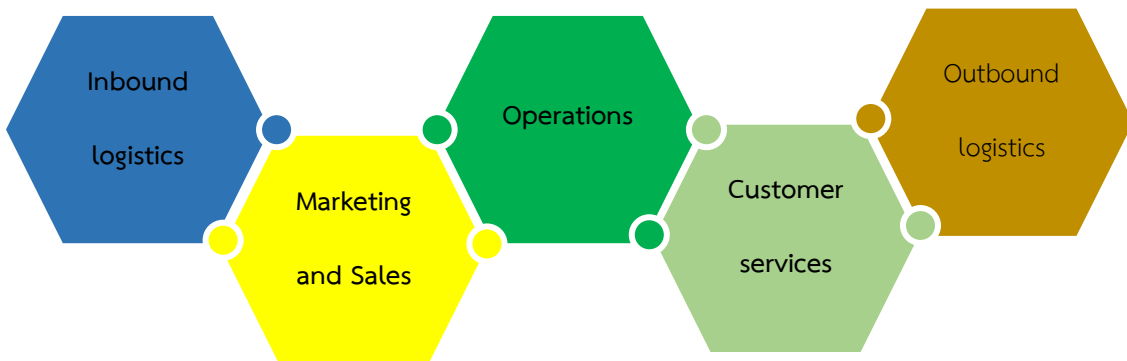 Inbound
logistics
Marketing
and Sales
Operations
Customer
services
Outbound
logistics